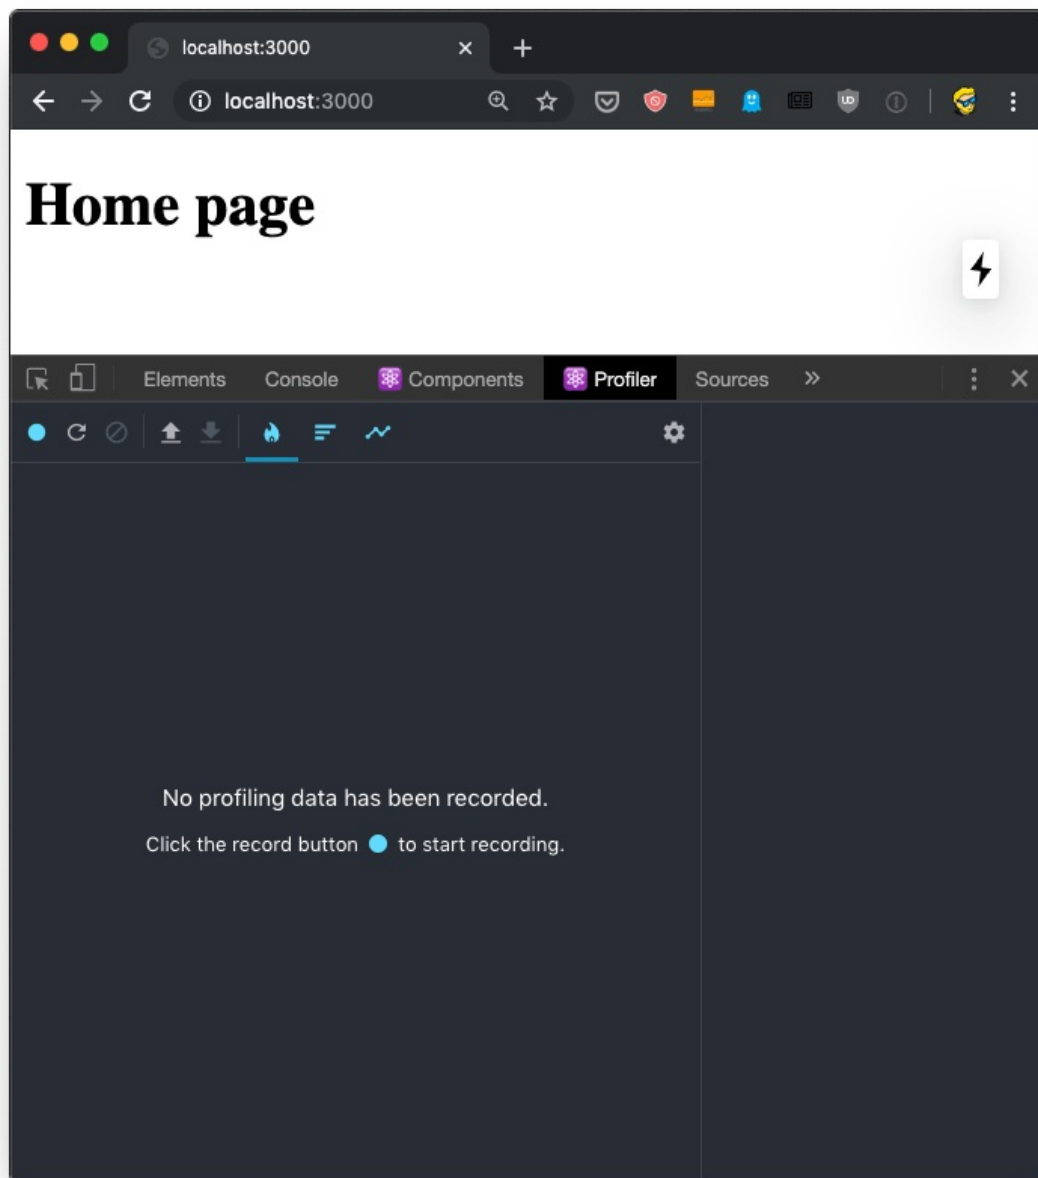 localhost:3000
localhost:3000
Home page
Elements Console Components Profiler Sources
No profiling data has been recorded.
Click the record button to start recording.